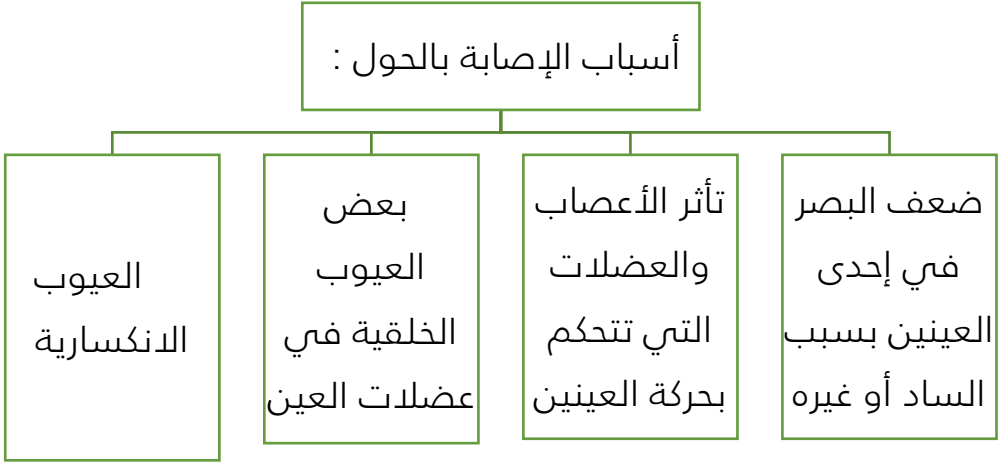 أسباب الإصابة بالحول :
ضعف البصر
في إحدى
العينين بسبب
الساد أو غيره
تأثر الأعصاب
والعضلات
التي تتحكم
بحركة العينين
بعض
العيوب
الخلقية في
عضلات العين
العيوب
الانكسارية